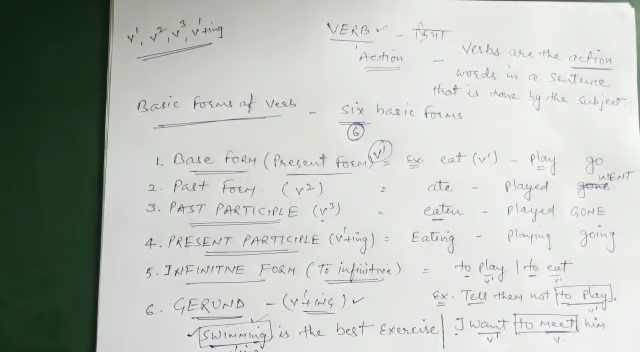 V¹, V², V³, V¹+ing
VERB ✓ - क्रिया
Action - Verbs are the action
words in a sentence
that is done by the subject.
Basic Forms of Verb - Six basic forms
6
1. Base Form (Present Form) V¹ = Ex. eat (V¹) - Play go
2. Past Form. (V²) = ate - Played gone WENT
3. PAST PARTICIPLE (V³) = eaten - Played GONE
4. PRESENT PARTICIPLE (V¹+ing) = Eating - Playing going
5. INFINITIVE FORM (To infinitive) = to play | to eat
V¹ V¹
6. GERUND - (V¹+ing) ✓ Ex. Tell them not to Play.
V¹
✓ Swimming is the best Exercise | I want to meet him
V¹ V.